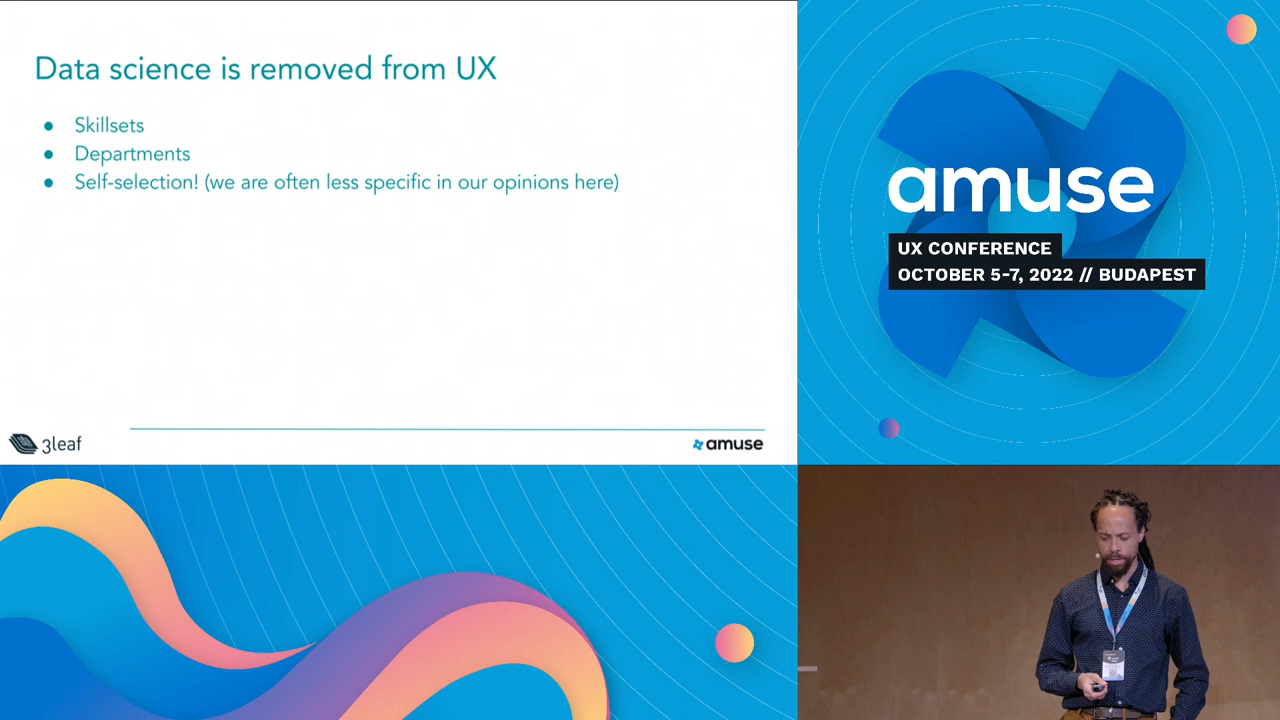 Data science is removed from UX
● Skillsets
● Departments
● Self-selection! (we are often less specific in our opinions here)
3leaf
amuse
amuse
UX CONFERENCE
OCTOBER 5-7, 2022 // BUDAPEST